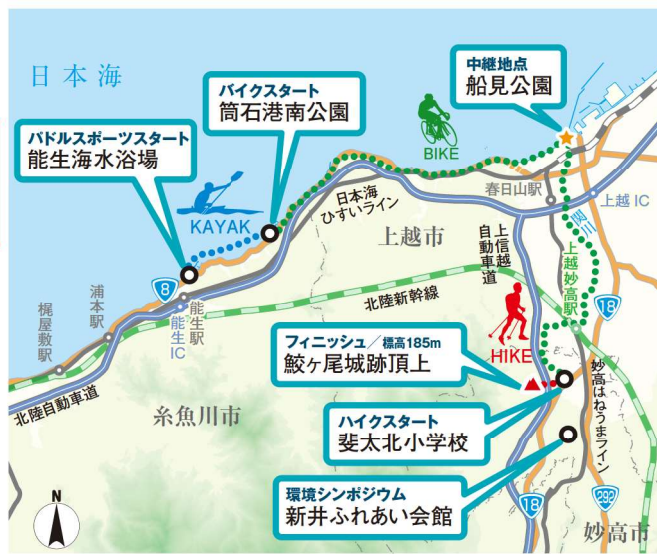 日本海
バイクスタート
筒石港南公園
中継地点
船見公園
パドルスポーツスタート
能生海水浴場
BIKE
KAYAK
日本海
ひすいライン
春日山駅
上越IC
関川
上越市
上信越
自動車道
8
浦本駅
梶屋敷駅
能生駅
能生IC
北陸新幹線
上越妙高駅
18
フィニッシュ/標高185m
鮫ヶ尾城跡頂上
HIKE
北陸自動車道
糸魚川市
ハイクスタート
斐太北小学校
妙高はねうまライン
環境シンポジウム
新井ふれあい会館
N
18
292
妙高市